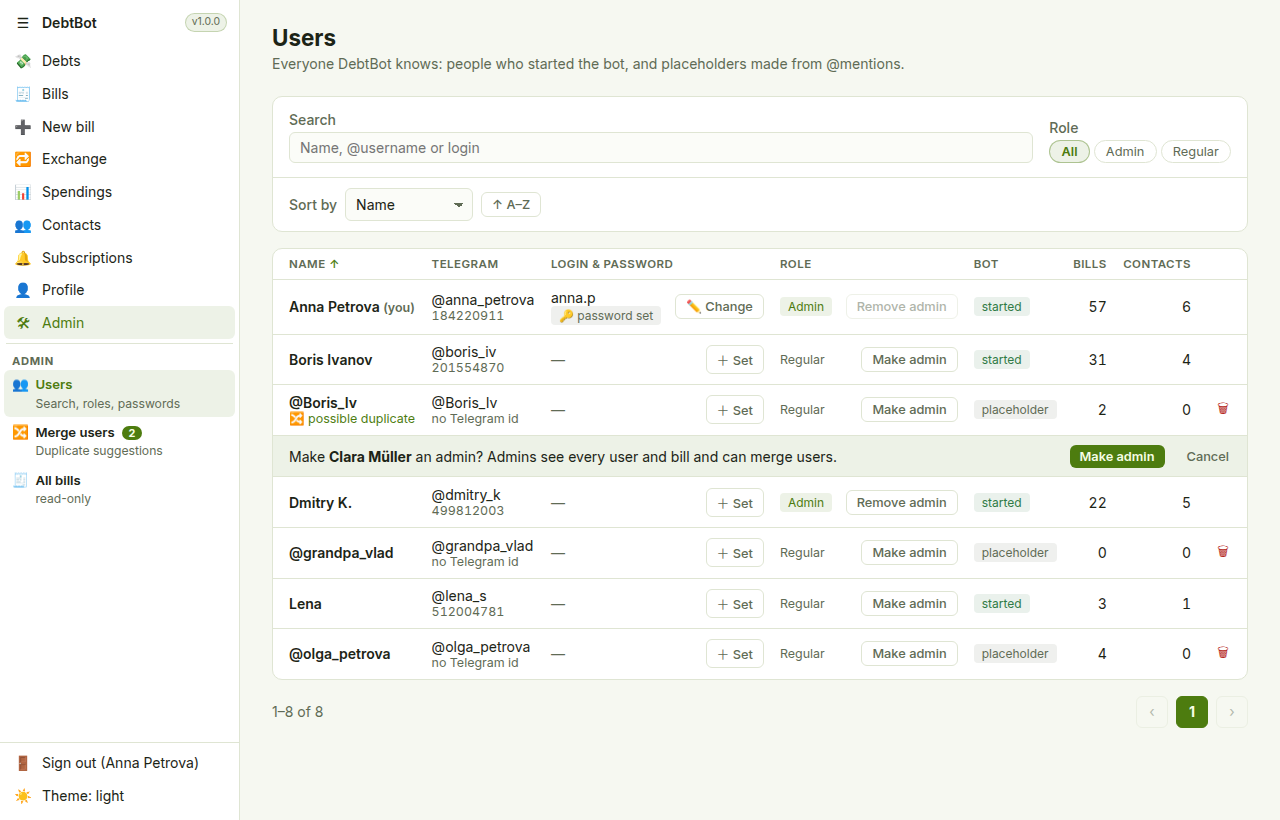 ☰ DebtBot v1.0.0
Debts
Bills
New bill
Exchange
Spendings
Contacts
Subscriptions
Profile
Admin
ADMIN
Users
Search, roles, passwords
Merge users 2
Duplicate suggestions
All bills
read-only
Sign out (Anna Petrova)
Theme: light
Users
Everyone DebtBot knows: people who started the bot, and placeholders made from @mentions.
Search
Name, @username or login
Role
All Admin Regular
Sort by Name ↑ A–Z
NAME ↑ TELEGRAM LOGIN & PASSWORD ROLE BOT BILLS CONTACTS
Anna Petrova (you) @anna_petrova 184220911 anna.p password set Change Admin Remove admin started 57 6
Boris Ivanov @boris_iv 201554870 — + Set Regular Make admin started 31 4
@Boris_Iv possible duplicate @Boris_Iv no Telegram id — + Set Regular Make admin placeholder 2 0
Make Clara Müller an admin? Admins see every user and bill and can merge users. Make admin Cancel
Dmitry K. @dmitry_k 499812003 — + Set Admin Remove admin started 22 5
@grandpa_vlad @grandpa_vlad no Telegram id — + Set Regular Make admin placeholder 0 0
Lena @lena_s 512004781 — + Set Regular Make admin started 3 1
@olga_petrova @olga_petrova no Telegram id — + Set Regular Make admin placeholder 4 0
1–8 of 8 ‹ 1 ›